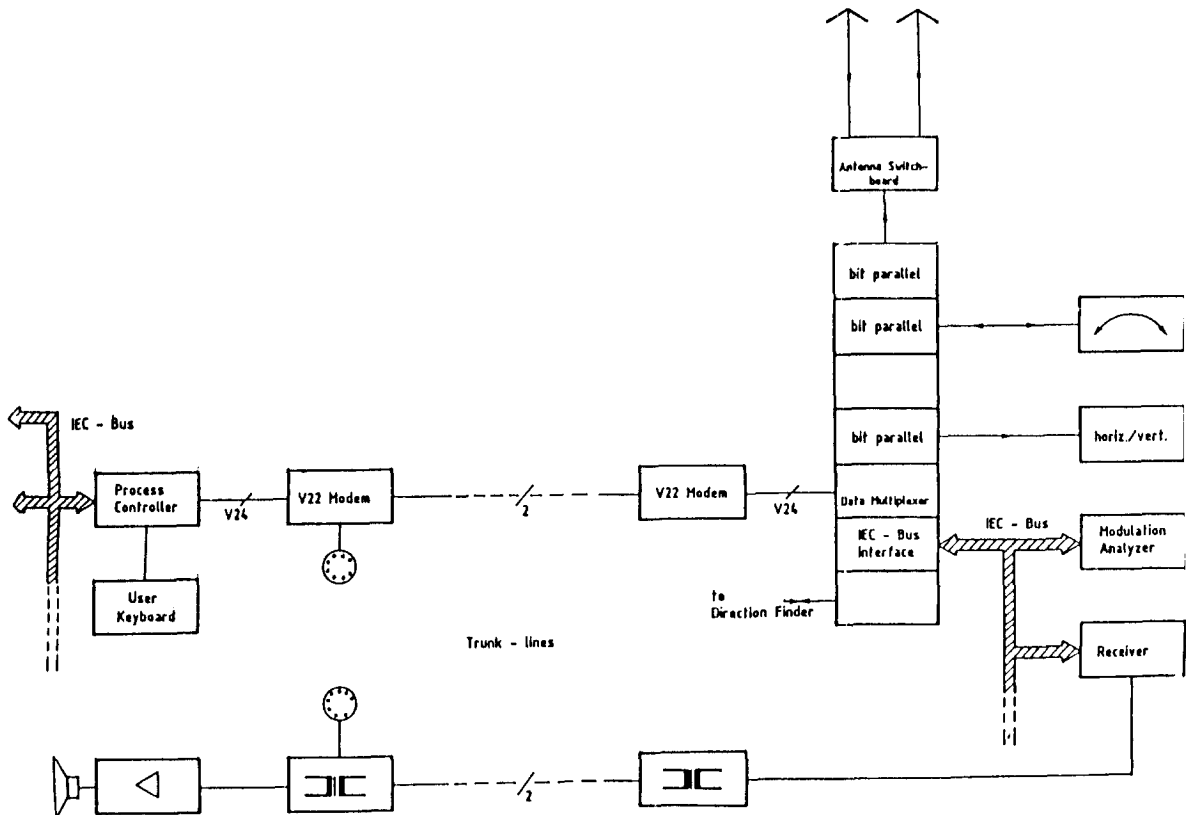 Antenna Switch-
board
bit parallel
bit parallel
bit parallel
horiz./vert.
IEC - Bus
Process
Controller
V24
V22 Modem
2
V22 Modem
V24
Data Multiplexer
IEC - Bus
Interface
IEC - Bus
Modulation
Analyzer
User
Keyboard
to
Direction Finder
Trunk - lines
Receiver
2